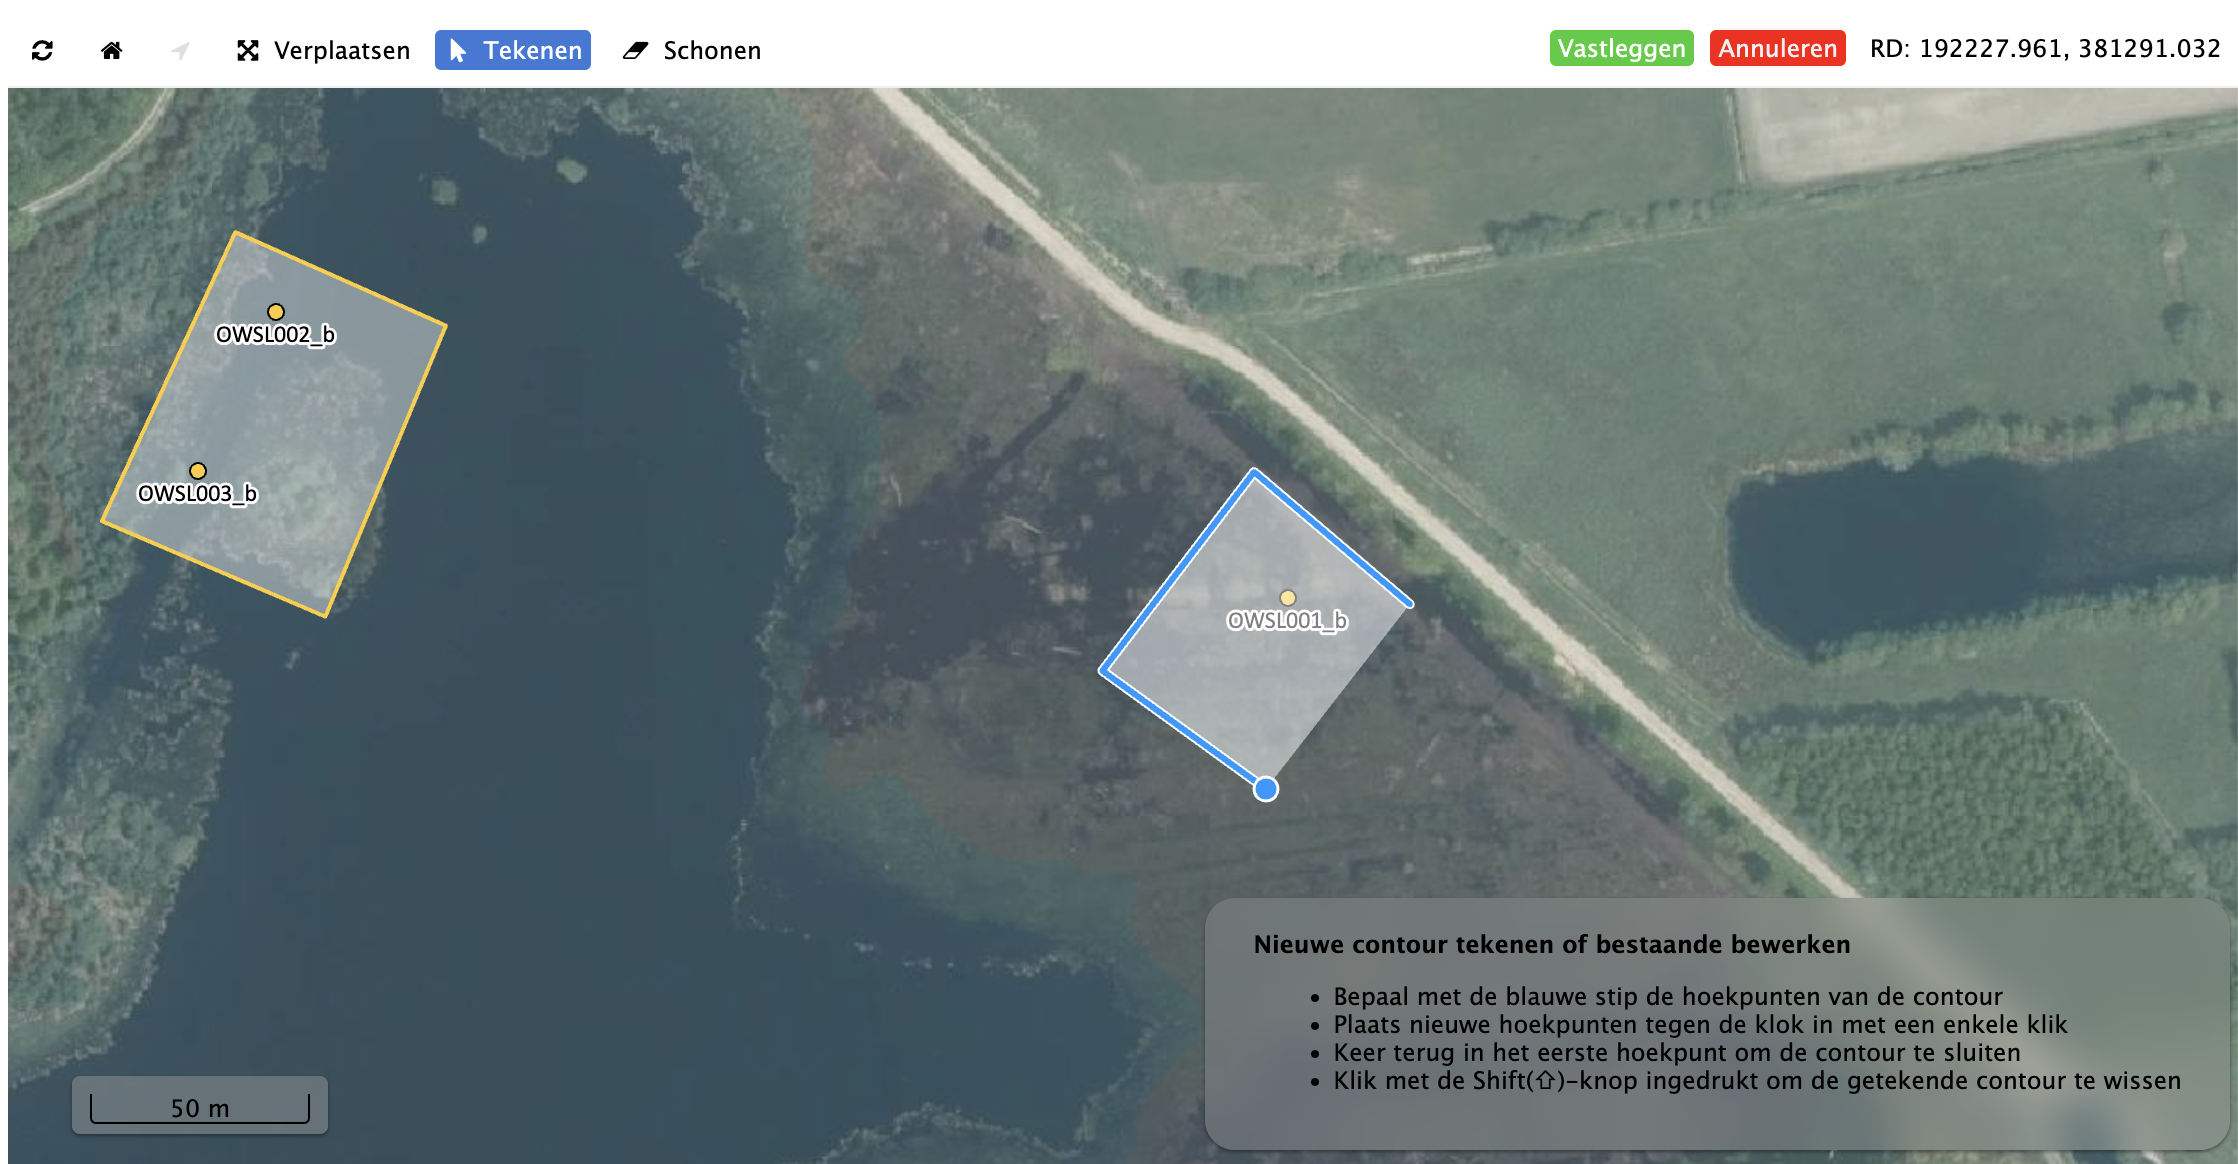 Verplaatsen Tekenen Schonen Vastleggen Annuleren RD: 192227.961, 381291.032
OWSL002_b
OWSL003_b
OWSL001_b
Nieuwe contour tekenen of bestaande bewerken
• Bepaal met de blauwe stip de hoekpunten van de contour
• Plaats nieuwe hoekpunten tegen de klok in met een enkele klik
• Keer terug in het eerste hoekpunt om de contour te sluiten
• Klik met de Shift(⇧)-knop ingedrukt om de getekende contour te wissen
50 m